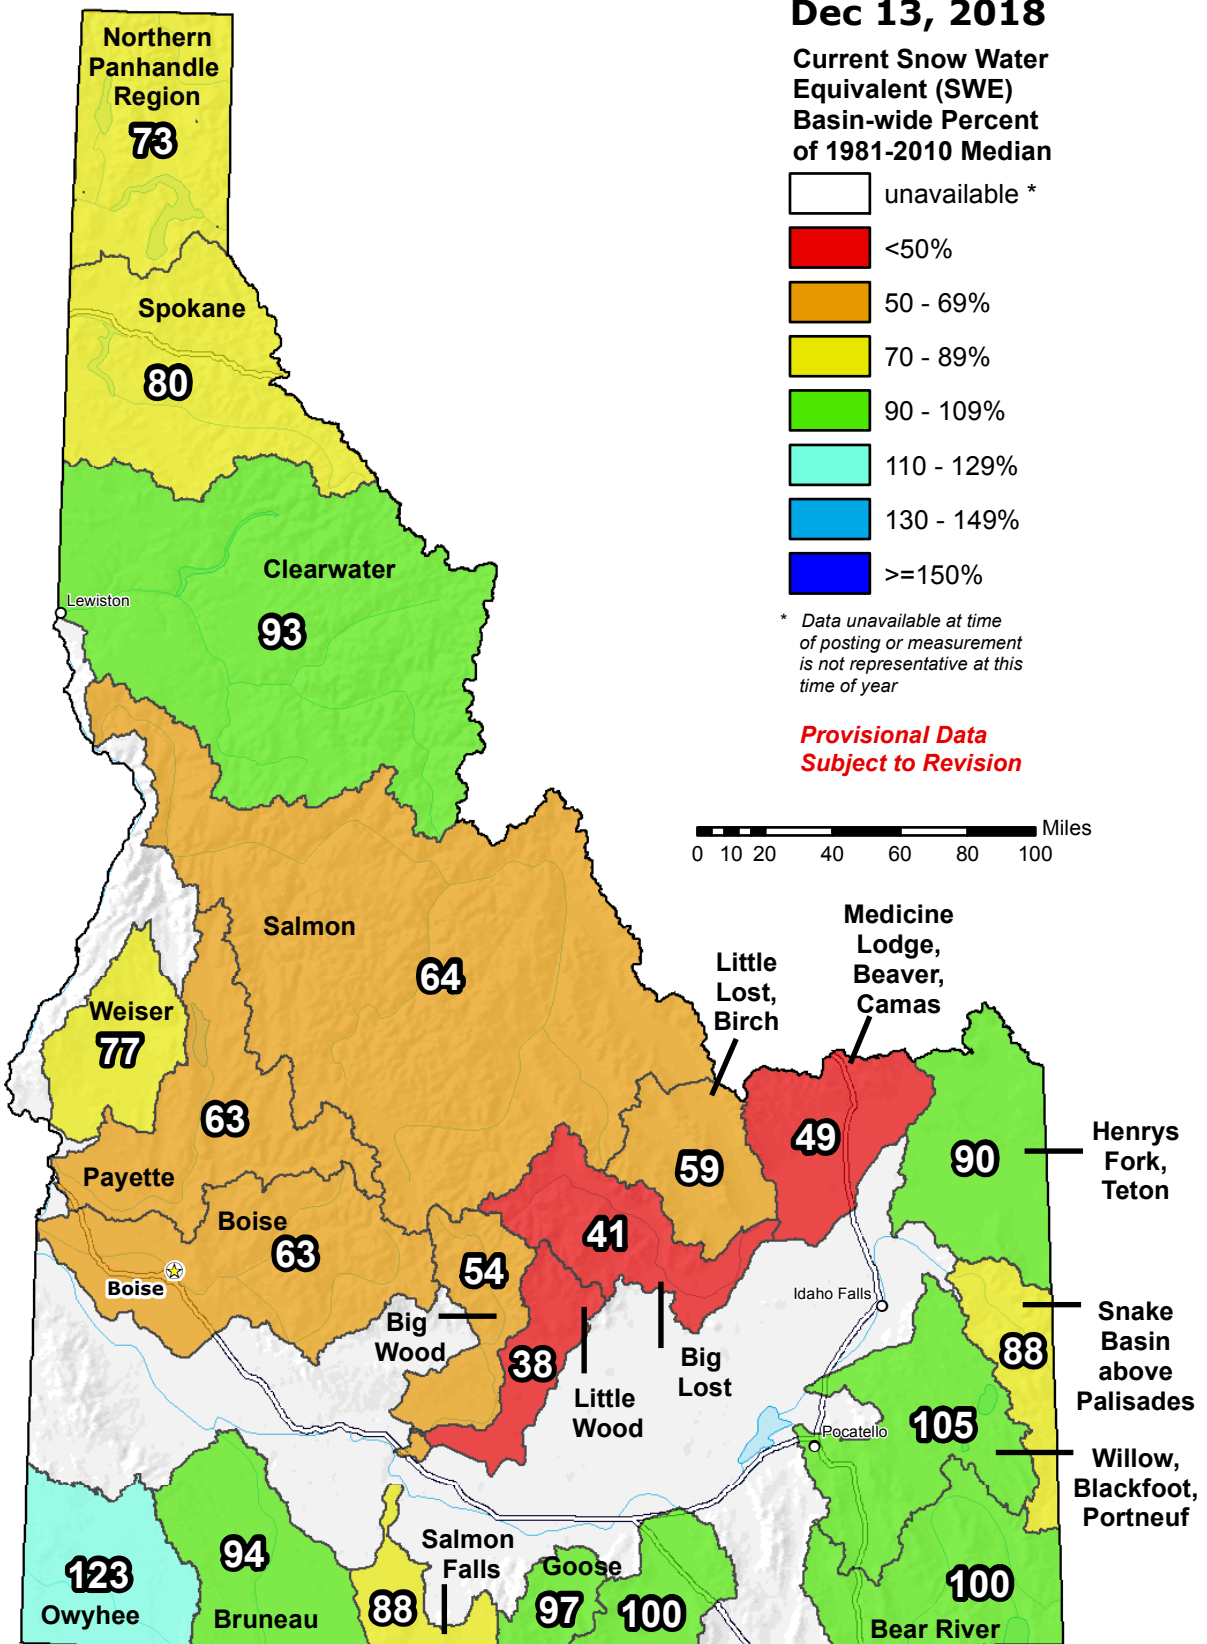 Dec 13, 2018
Current Snow Water
Equivalent (SWE)
Basin-wide Percent
of 1981-2010 Median
unavailable *
<50%
50 - 69%
70 - 89%
90 - 109%
110 - 129%
130 - 149%
>=150%
* Data unavailable at time
of posting or measurement
is not representative at this
time of year
Provisional Data
Subject to Revision
Miles
0 10 20 40 60 80 100
Northern
Panhandle
Region
73
Spokane
80
Clearwater
93
Lewiston
Salmon
64
Weiser
77
63
Payette
Boise
63
Boise
Little
Lost,
Birch
59
Medicine
Lodge,
Beaver,
Camas
49
90
Henrys
Fork,
Teton
41
54
Big
Wood
38
Little
Wood
Big
Lost
Idaho Falls
88
Snake
Basin
above
Palisades
105
Pocatello
Willow,
Blackfoot,
Portneuf
123
Owyhee
94
Bruneau
88
Salmon
Falls
Goose
97
100
100
Bear River